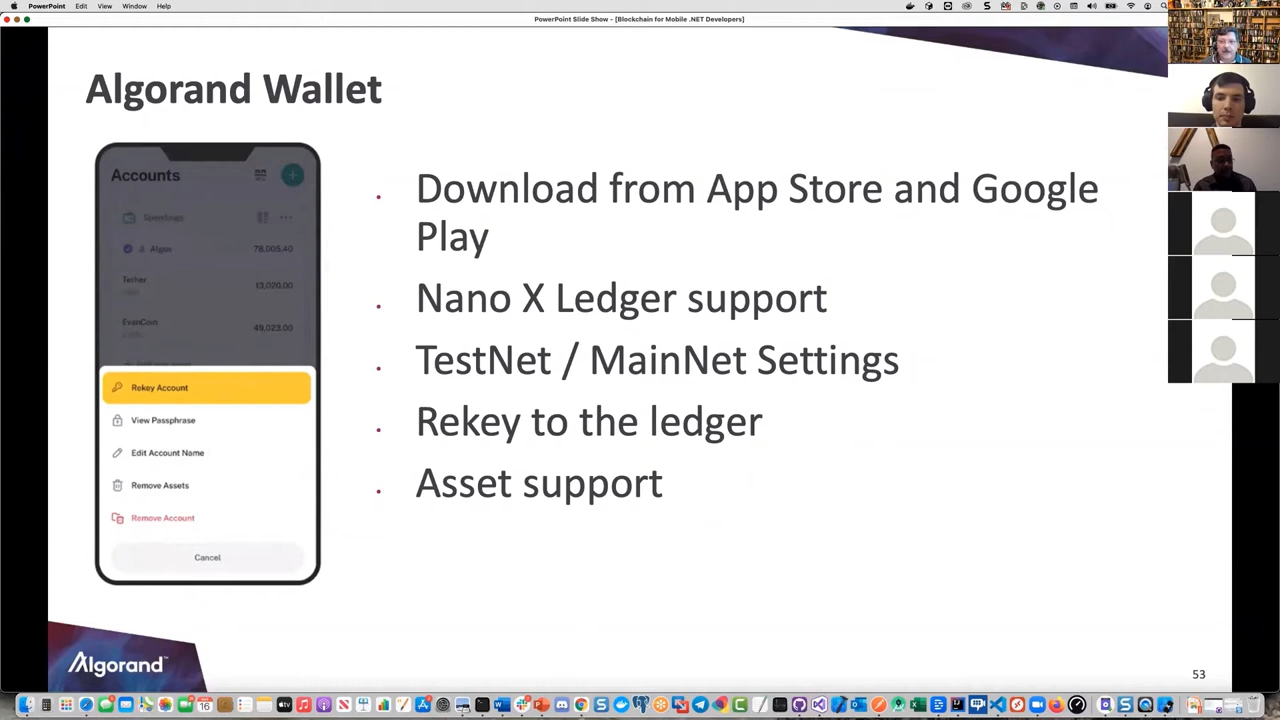 PowerPoint File Edit View Window Help
PowerPoint Slide Show - [Blockchain for Mobile .NET Developers]
Algorand Wallet
Accounts
Spendings
Algos 78,005.40
Tether 13,020.00
EvanCoin 49,023.00
Rekey Account
View Passphrase
Edit Account Name
Remove Assets
Remove Account
Cancel
• Download from App Store and Google
Play
• Nano X Ledger support
• TestNet / MainNet Settings
• Rekey to the ledger
• Asset support
Algorand
53